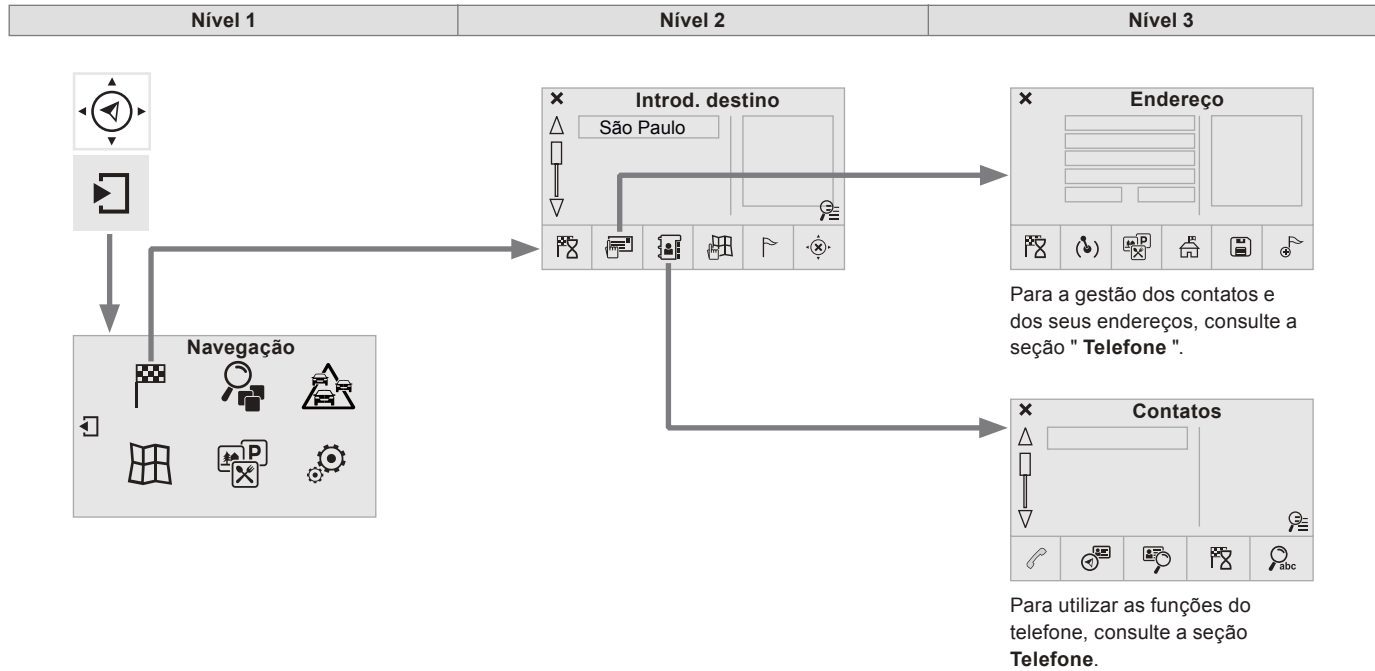 Nível 1
Nível 2
Nível 3
Navegação
P
Introd. destino
São Paulo
Endereço
P
Para a gestão dos contatos e
dos seus endereços, consulte a
seção " Telefone ".
Contatos
abc
Para utilizar as funções do
telefone, consulte a seção
Telefone.